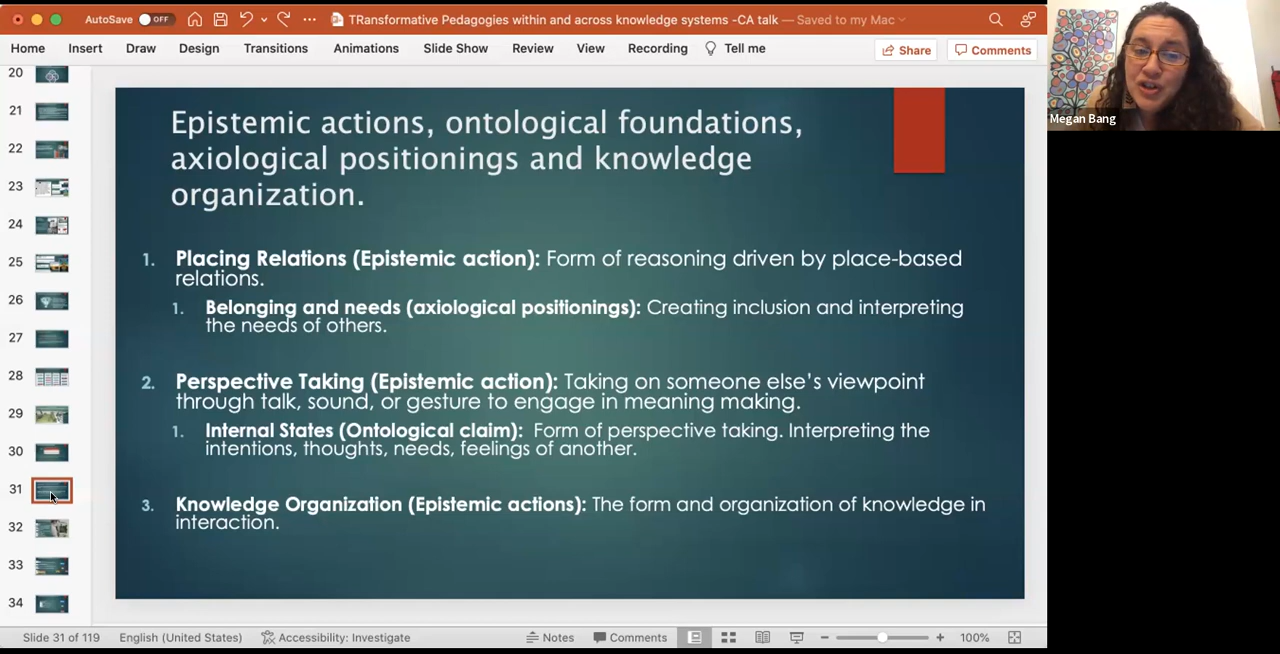 AutoSave OFF
TRansformative Pedagogies within and across knowledge systems -CA talk — Saved to my Mac
Home Insert Draw Design Transitions Animations Slide Show Review View Recording Tell me Share Comments
20
21
22
23
24
25
26
27
28
29
30
31
32
33
34
Epistemic actions, ontological foundations,
axiological positionings and knowledge
organization.
1. Placing Relations (Epistemic action): Form of reasoning driven by place-based
relations.
1. Belonging and needs (axiological positionings): Creating inclusion and interpreting
the needs of others.
2. Perspective Taking (Epistemic action): Taking on someone else's viewpoint
through talk, sound, or gesture to engage in meaning making.
1. Internal States (Ontological claim): Form of perspective taking. Interpreting the
intentions, thoughts, needs, feelings of another.
3. Knowledge Organization (Epistemic actions): The form and organization of knowledge in
interaction.
Slide 31 of 119 English (United States) Accessibility: Investigate Notes Comments 100%
Megan Bang